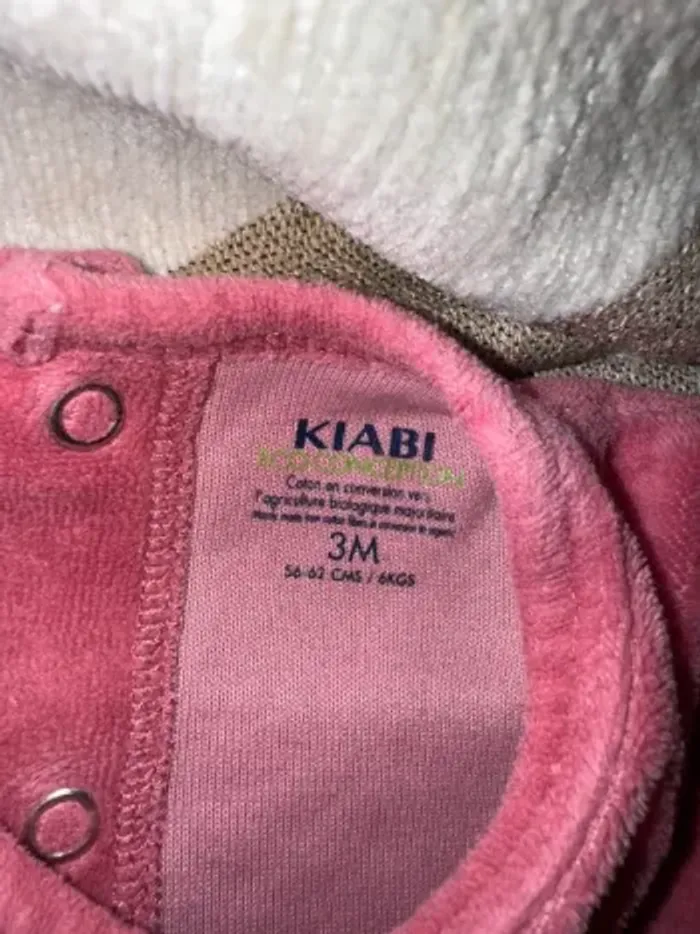 KIABI
ECO CONCEPTION
Coton en conversion vers
l'agriculture biologique majoritaire
3M
56-62 CMS / 6KGS